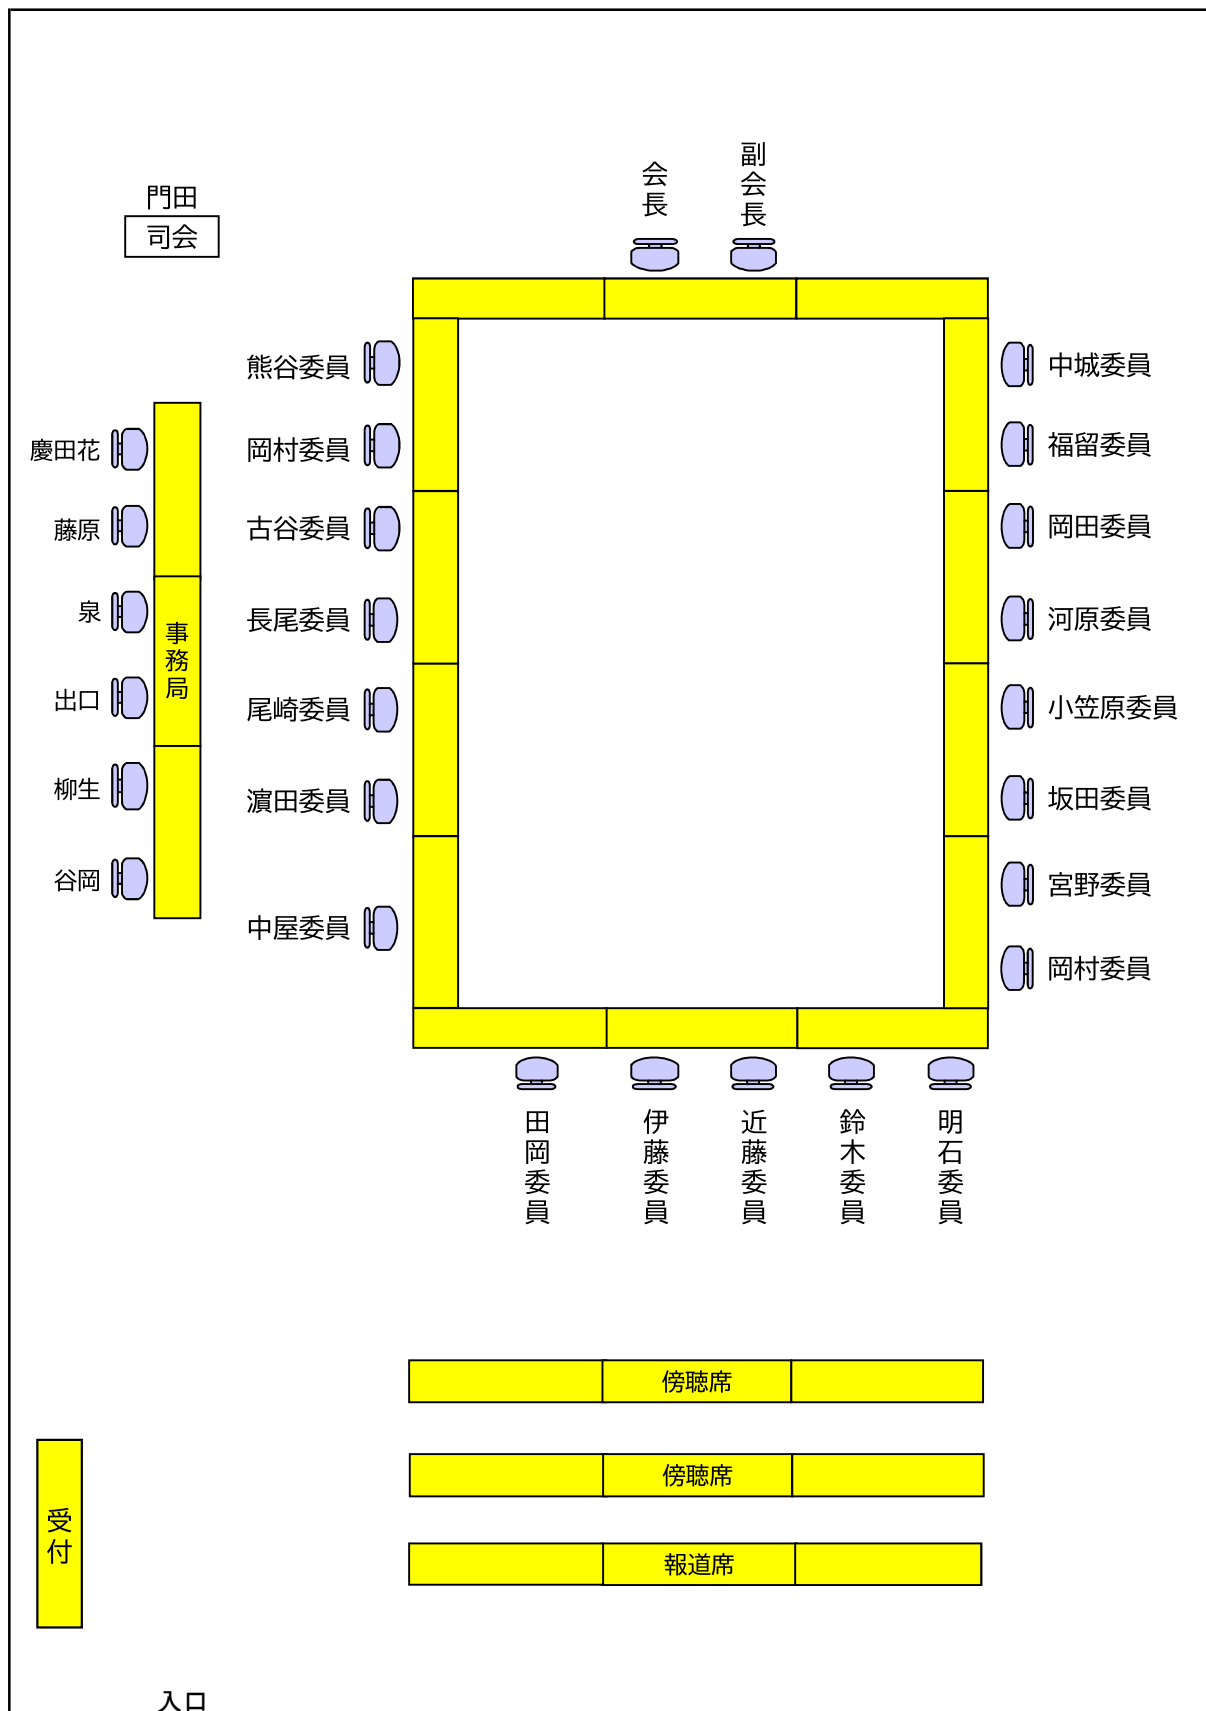 会長
副会長
門田
司会
熊谷委員
岡村委員
古谷委員
長尾委員
尾崎委員
濵田委員
中屋委員
中城委員
福留委員
岡田委員
河原委員
小笠原委員
坂田委員
宮野委員
岡村委員
慶田花
藤原
泉
出口
柳生
谷岡
事務局
田岡委員
伊藤委員
近藤委員
鈴木委員
明石委員
傍聴席
傍聴席
報道席
受付
入口